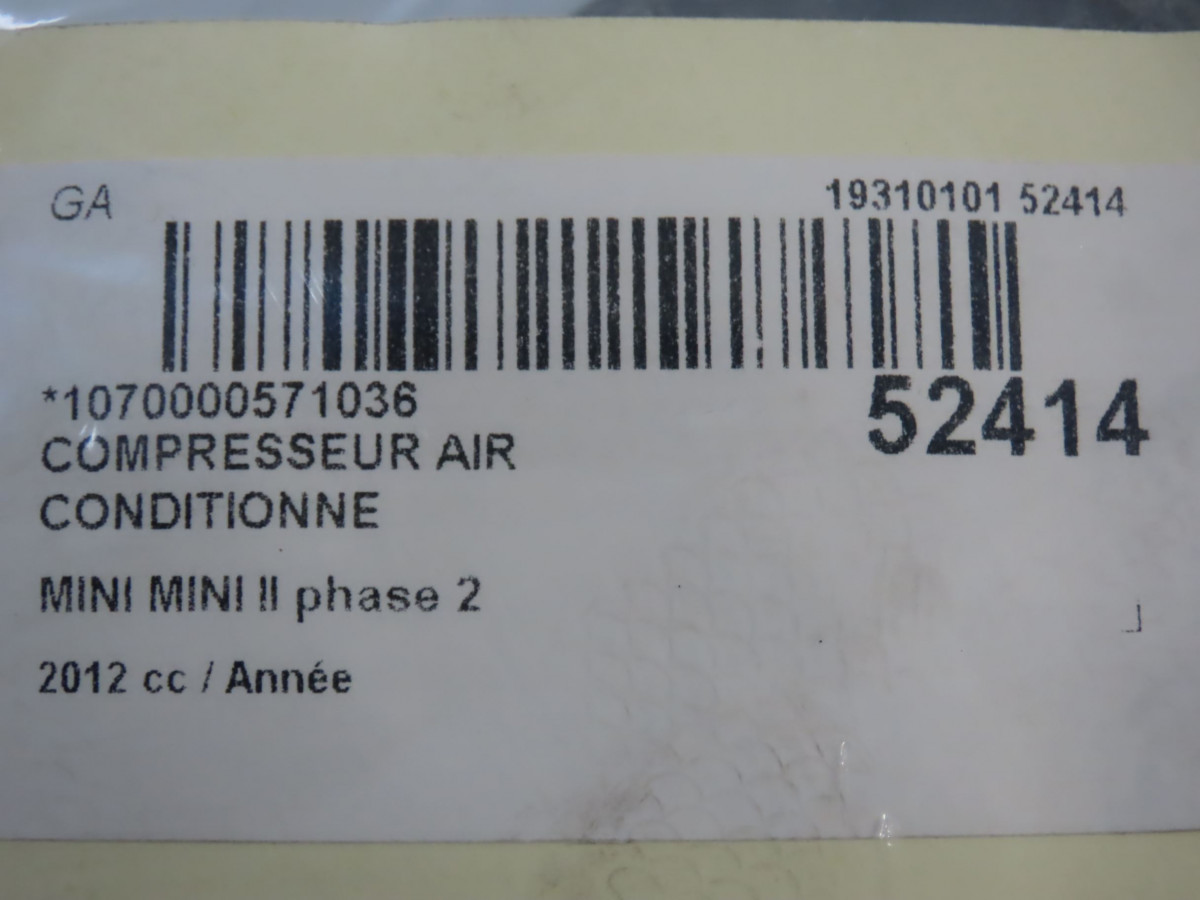 GA
19310101 52414
*1070000571036
52414
COMPRESSEUR AIR
CONDITIONNE
MINI MINI II phase 2
2012 cc / Année